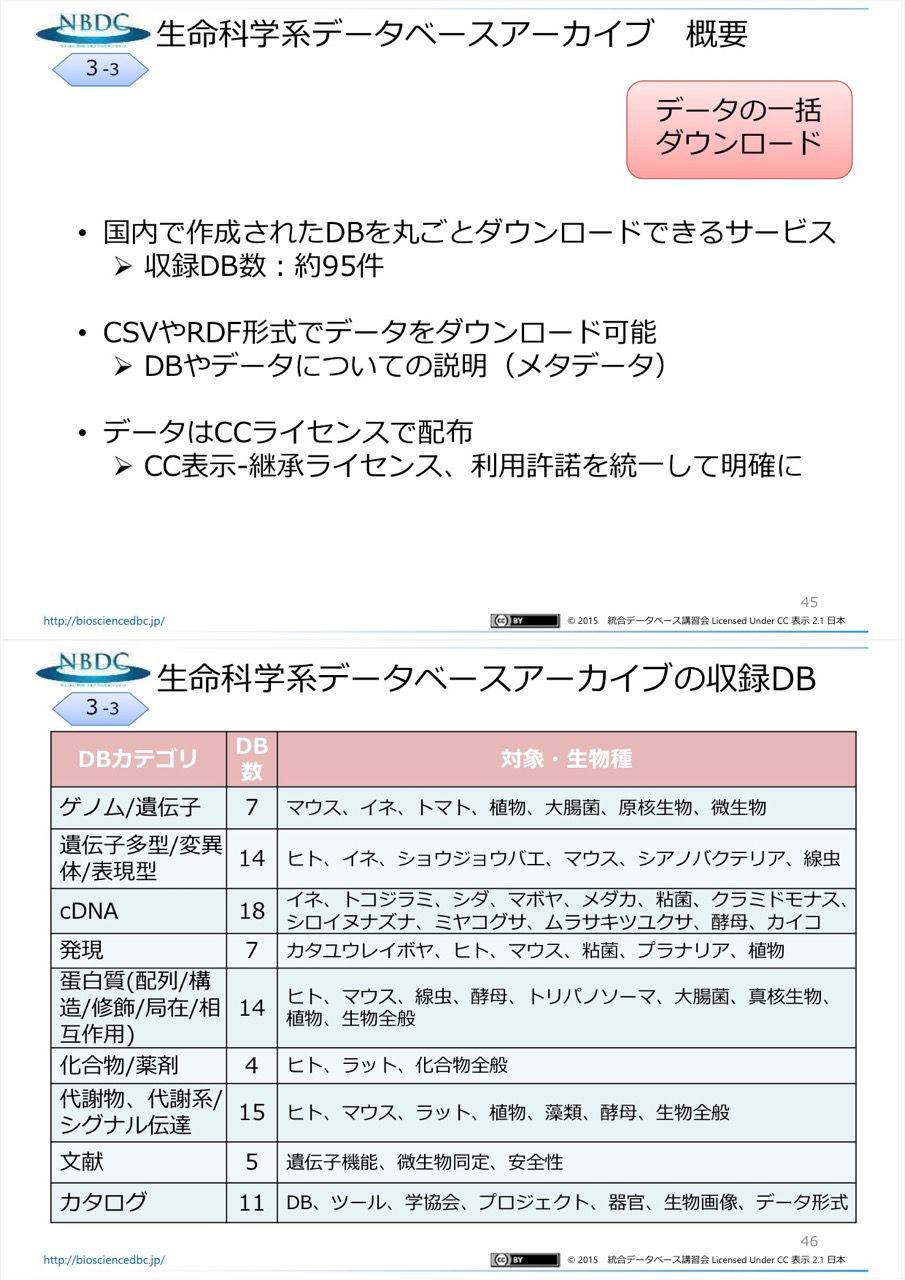 NBDC
生命科学系データベースアーカイブ　概要
3-3
データの一括
ダウンロード
• 国内で作成されたDBを丸ごとダウンロードできるサービス
➢ 収録DB数：約95件
• CSVやRDF形式でデータをダウンロード可能
➢ DBやデータについての説明（メタデータ）
• データはCCライセンスで配布
➢ CC表示-継承ライセンス、利用許諾を統一して明確に
45
http://biosciencedbc.jp/
cc BY
© 2015　統合データベース講習会 Licensed Under CC 表示 2.1 日本
NBDC
生命科学系データベースアーカイブの収録DB
3-3
DBカテゴリ
DB
数
対象・生物種
ゲノム/遺伝子
7
マウス、イネ、トマト、植物、大腸菌、原核生物、微生物
遺伝子多型/変異
体/表現型
14
ヒト、イネ、ショウジョウバエ、マウス、シアノバクテリア、線虫
cDNA
18
イネ、トコジラミ、シダ、マボヤ、メダカ、粘菌、クラミドモナス、
シロイヌナズナ、ミヤコグサ、ムラサキツユクサ、酵母、カイコ
発現
7
カタユウレイボヤ、ヒト、マウス、粘菌、プラナリア、植物
蛋白質(配列/構
造/修飾/局在/相
互作用)
14
ヒト、マウス、線虫、酵母、トリパノソーマ、大腸菌、真核生物、
植物、生物全般
化合物/薬剤
4
ヒト、ラット、化合物全般
代謝物、代謝系/
シグナル伝達
15
ヒト、マウス、ラット、植物、藻類、酵母、生物全般
文献
5
遺伝子機能、微生物同定、安全性
カタログ
11
DB、ツール、学協会、プロジェクト、器官、生物画像、データ形式
46
http://biosciencedbc.jp/
cc BY
© 2015　統合データベース講習会 Licensed Under CC 表示 2.1 日本